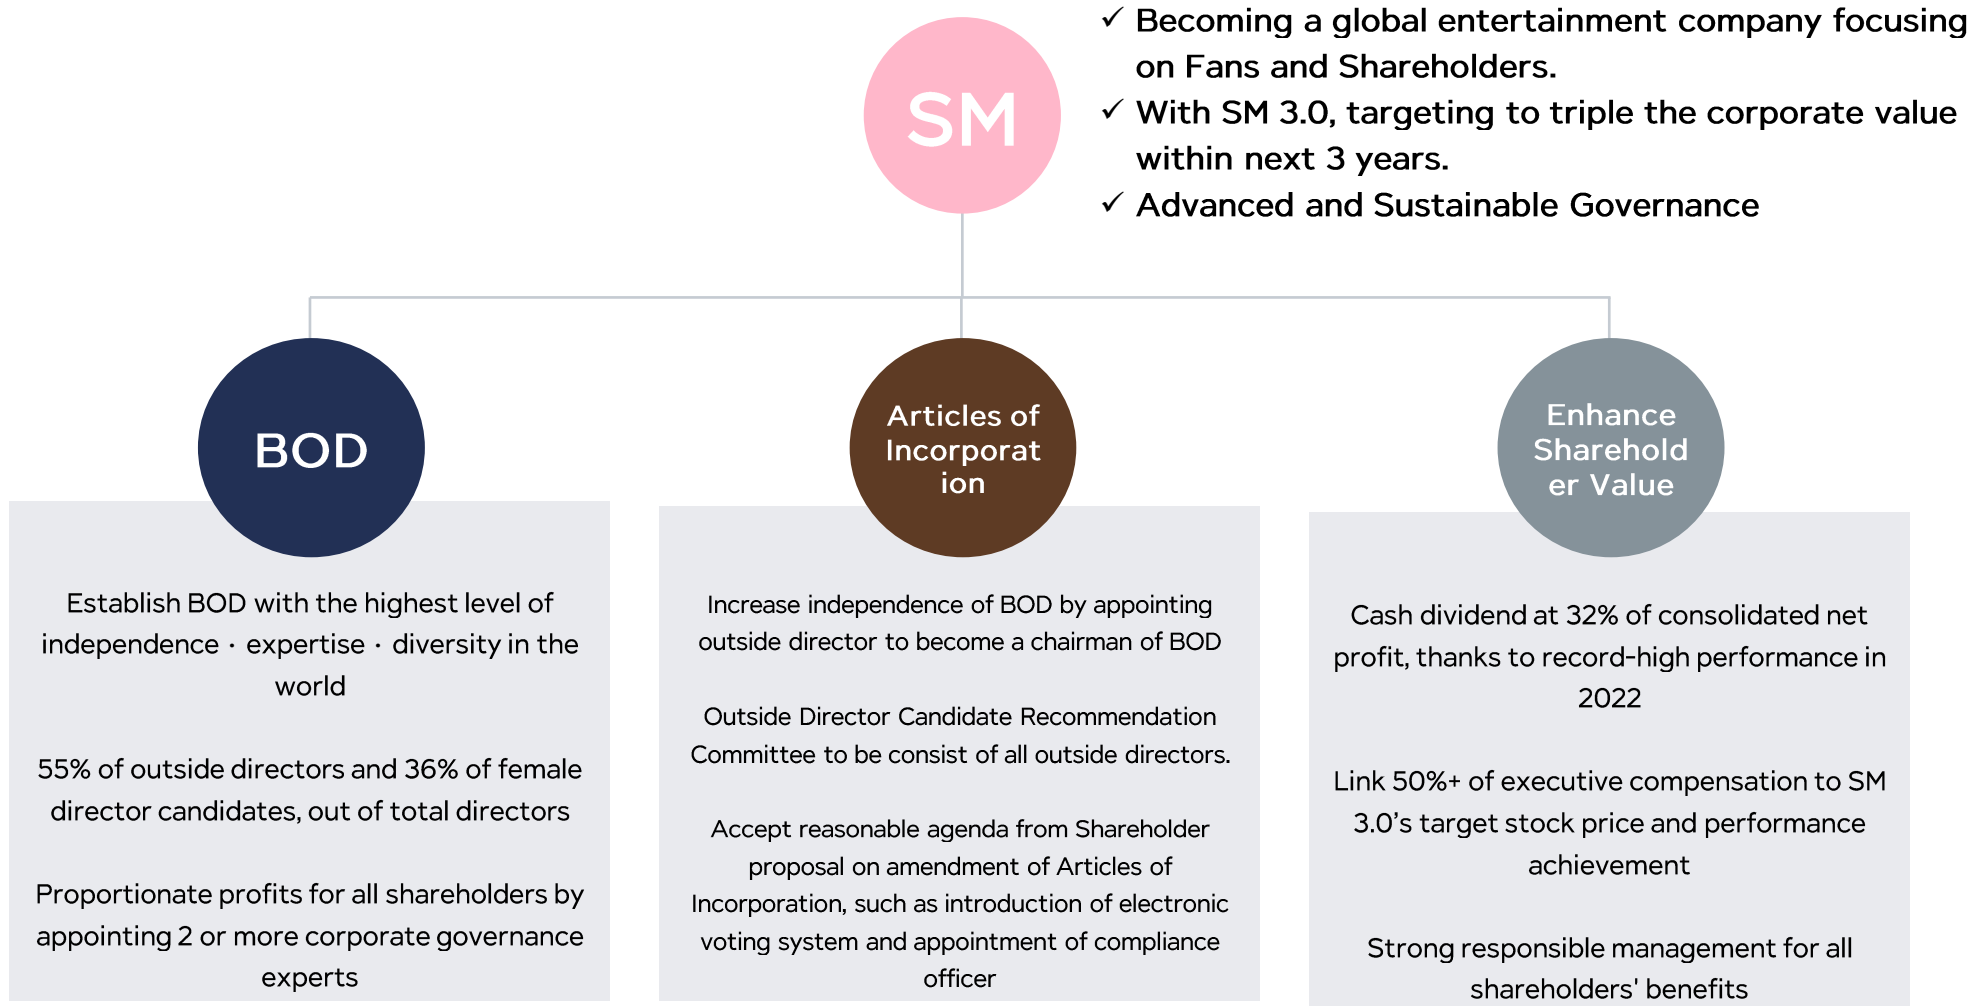 SM
✓ Becoming a global entertainment company focusing
on Fans and Shareholders.
✓ With SM 3.0, targeting to triple the corporate value
within next 3 years.
✓ Advanced and Sustainable Governance
BOD
Establish BOD with the highest level of
independence · expertise · diversity in the
world
55% of outside directors and 36% of female
director candidates, out of total directors
Proportionate profits for all shareholders by
appointing 2 or more corporate governance
experts
Articles of
Incorporat
ion
Increase independence of BOD by appointing
outside director to become a chairman of BOD
Outside Director Candidate Recommendation
Committee to be consist of all outside directors.
Accept reasonable agenda from Shareholder
proposal on amendment of Articles of
Incorporation, such as introduction of electronic
voting system and appointment of compliance
officer
Enhance
Sharehold
er Value
Cash dividend at 32% of consolidated net
profit, thanks to record-high performance in
2022
Link 50%+ of executive compensation to SM
3.0’s target stock price and performance
achievement
Strong responsible management for all
shareholders' benefits